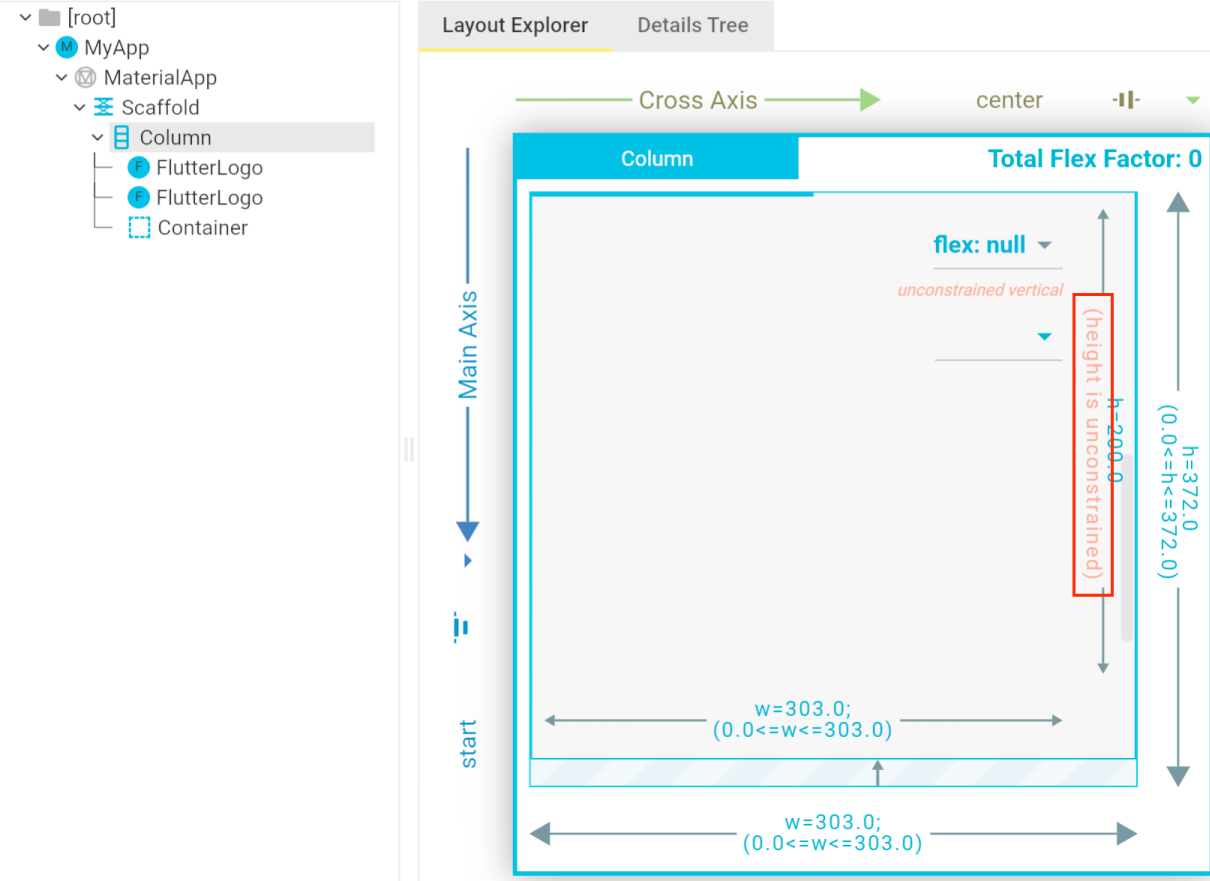 [root]
M MyApp
MaterialApp
Scaffold
Column
F FlutterLogo
F FlutterLogo
Container
Layout Explorer
Details Tree
Cross Axis
center
Main Axis
start
Column
Total Flex Factor: 0
flex: null
unconstrained vertical
h=200.0
(height is unconstrained)
w=303.0;
(0.0<=w<=303.0)
h=372.0
(0.0<=h<=372.0)
w=303.0;
(0.0<=w<=303.0)